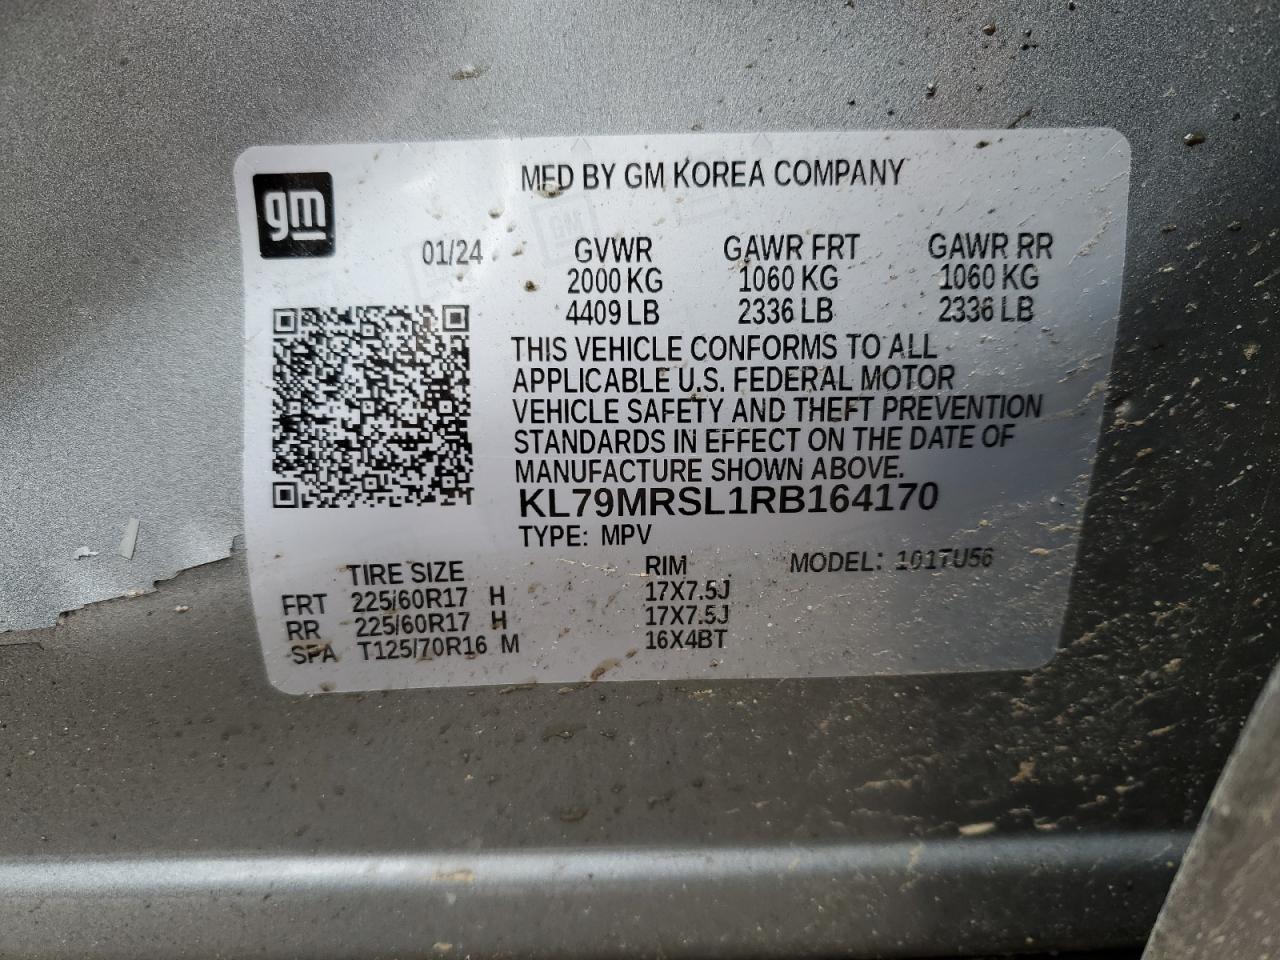 gm
MFD BY GM KOREA COMPANY
01/24 GVWR GAWR FRT GAWR RR
2000 KG 1060 KG 1060 KG
4409 LB 2336 LB 2336 LB
THIS VEHICLE CONFORMS TO ALL
APPLICABLE U.S. FEDERAL MOTOR
VEHICLE SAFETY AND THEFT PREVENTION
STANDARDS IN EFFECT ON THE DATE OF
MANUFACTURE SHOWN ABOVE.
KL79MRSL1RB164170
TYPE: MPV
TIRE SIZE RIM MODEL: 1017U56
FRT 225/60R17 H 17X7.5J
RR 225/60R17 H 17X7.5J
SPA T125/70R16 M 16X4BT